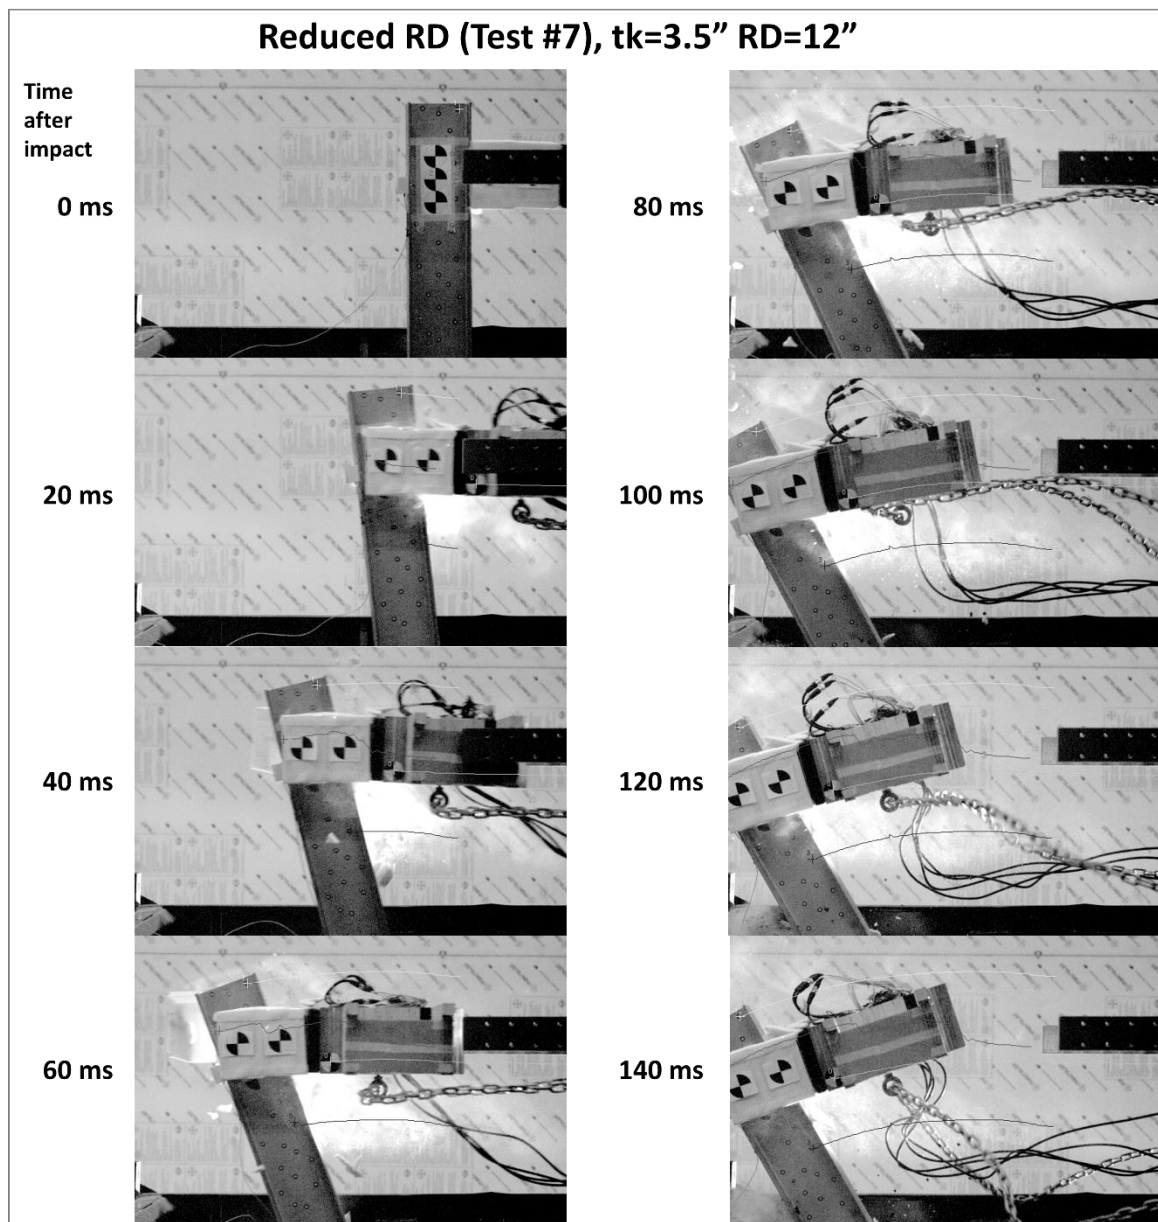 Reduced RD (Test #7), tk=3.5” RD=12”
Time
after
impact
0 ms
20 ms
40 ms
60 ms
80 ms
100 ms
120 ms
140 ms